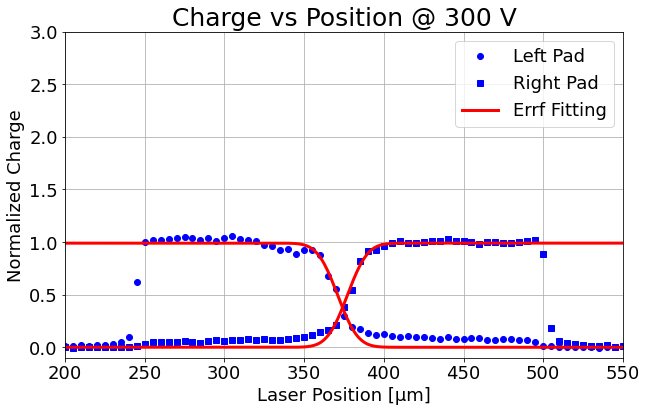 Charge vs Position @ 300 V
Left Pad
Right Pad
Errf Fitting
Normalized Charge
3.0
2.5
2.0
1.5
1.0
0.5
0.0
200 250 300 350 400 450 500 550
Laser Position [μm]